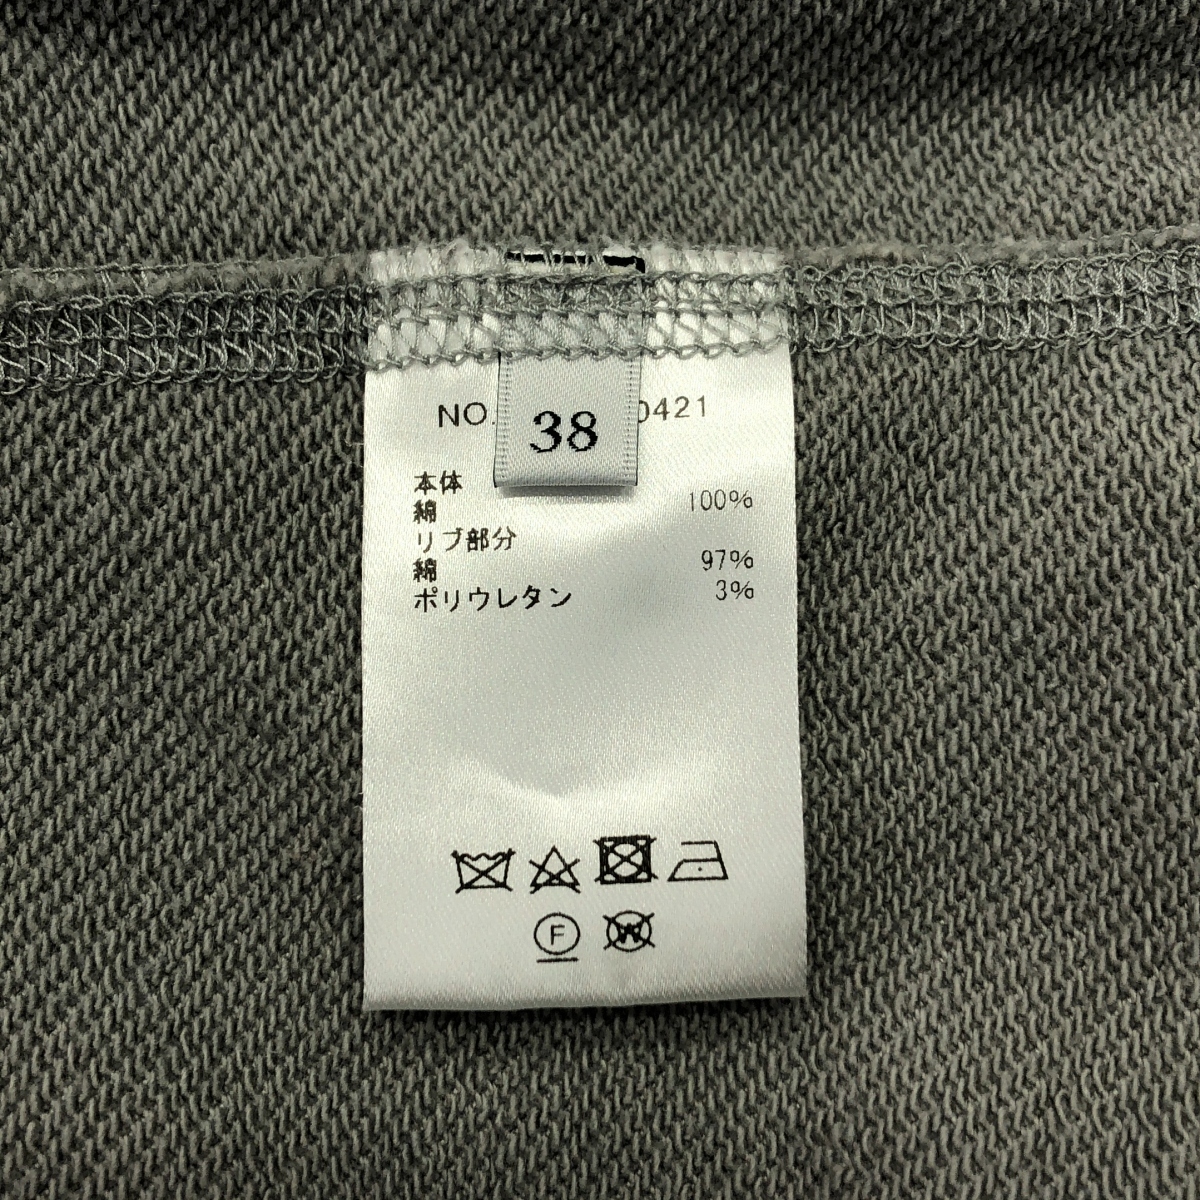 NO. 0421
38
本体
綿 100%
リブ部分
綿 97%
ポリウレタン 3%
F
W